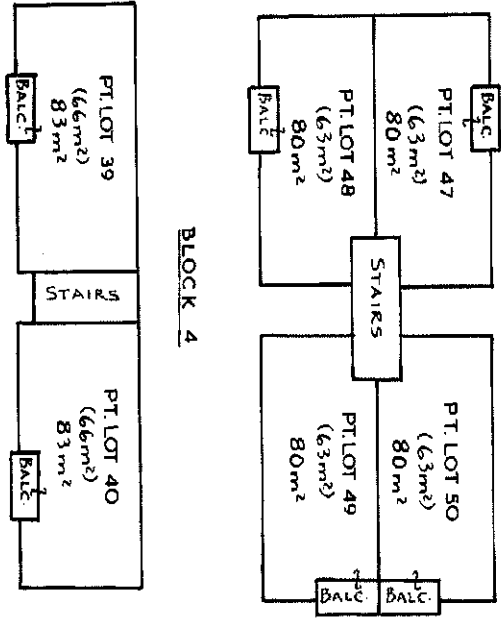 PT. LOT 39
(66m²)
83m²
BALC.
STAIRS
PT. LOT 40
(66m²)
83m²
BALC.
BLOCK 4
PT. LOT 47
(63m²)
80m²
BALC.
PT. LOT 48
(63m²)
80m²
BALC
STAIRS
PT. LOT 49
(63m²)
80m²
BALC.
PT. LOT 50
(63m²)
80m²
BALC.